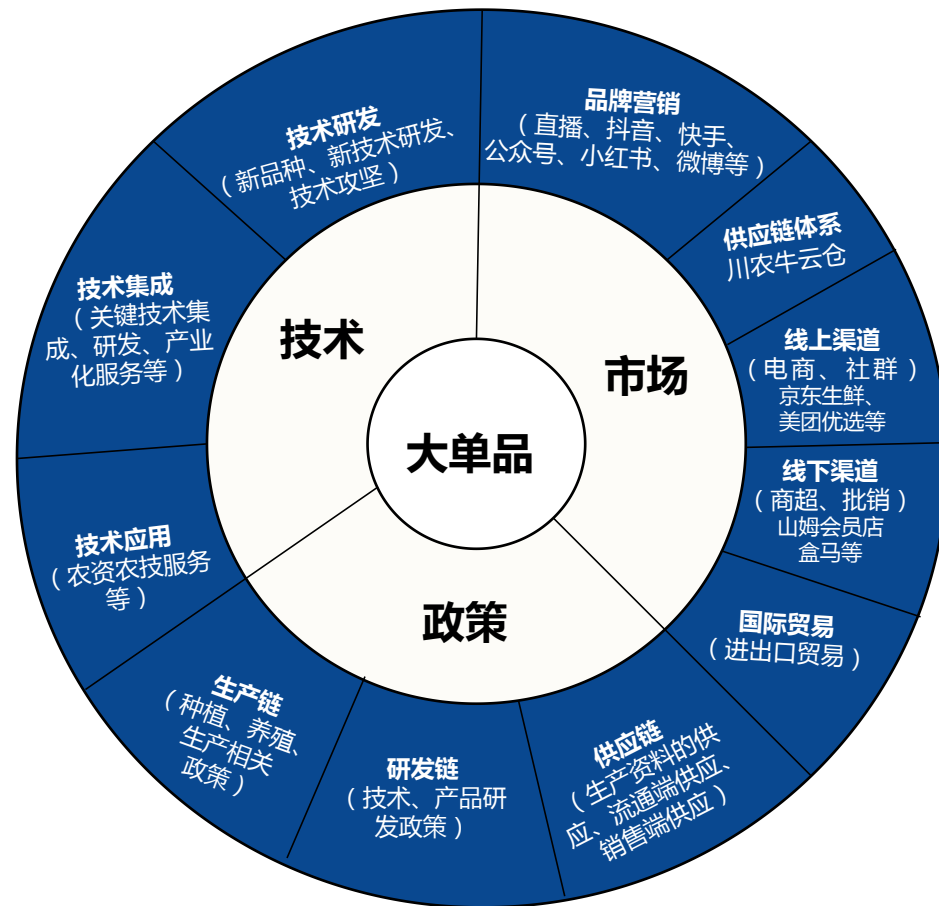 大单品
技术
市场
政策
品牌营销
（直播、抖音、快手、
公众号、小红书、微博等）
供应链体系
川农牛云仓
线上渠道
（电商、社群）
京东生鲜、
美团优选等
线下渠道
（商超、批销）
山姆会员店
盒马等
国际贸易
（进出口贸易）
供应链
（生产资料的供
应、流通端供应、
销售端供应）
研发链
（技术、产品研
发政策）
生产链
（种植、养殖、
生产相关
政策）
技术应用
（农资农技服务
等）
技术集成
（关键技术集
成、研发、产业
化服务等）
技术研发
（新品种、新技术研发、
技术攻坚）